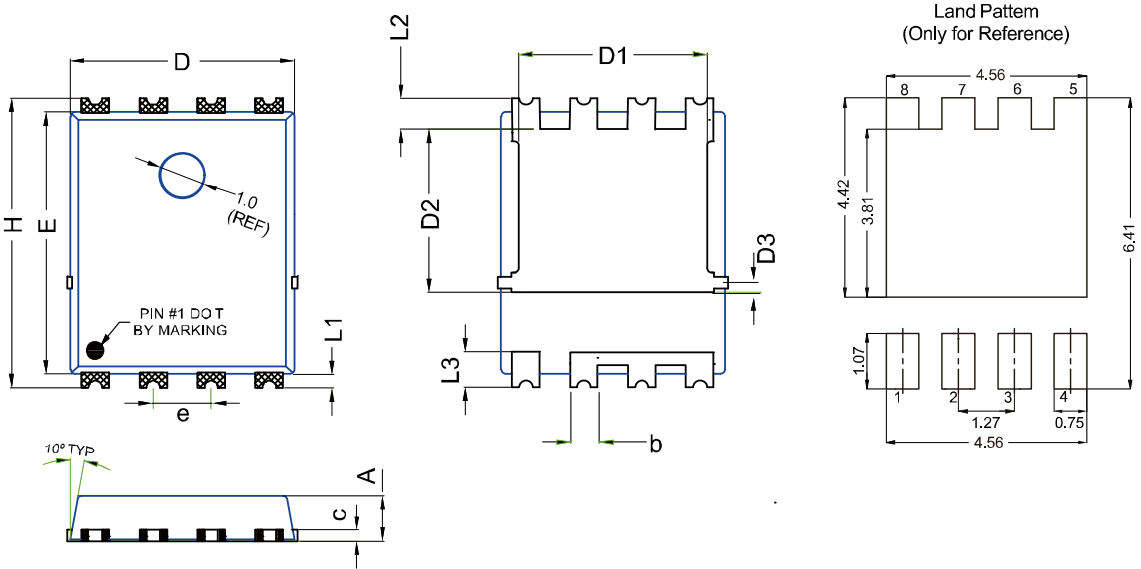 Land Pattem
(Only for Reference)
L2
D
D1
4.56
8
7
6
5
1.0
(REF)
H
E
D2
D3
4.42
3.81
6.41
PIN #1 DO T
BY MARKING
L1
L3
1.07
e
b
1
2
3
4
1.27
0.75
4.56
10° TYP
A
c